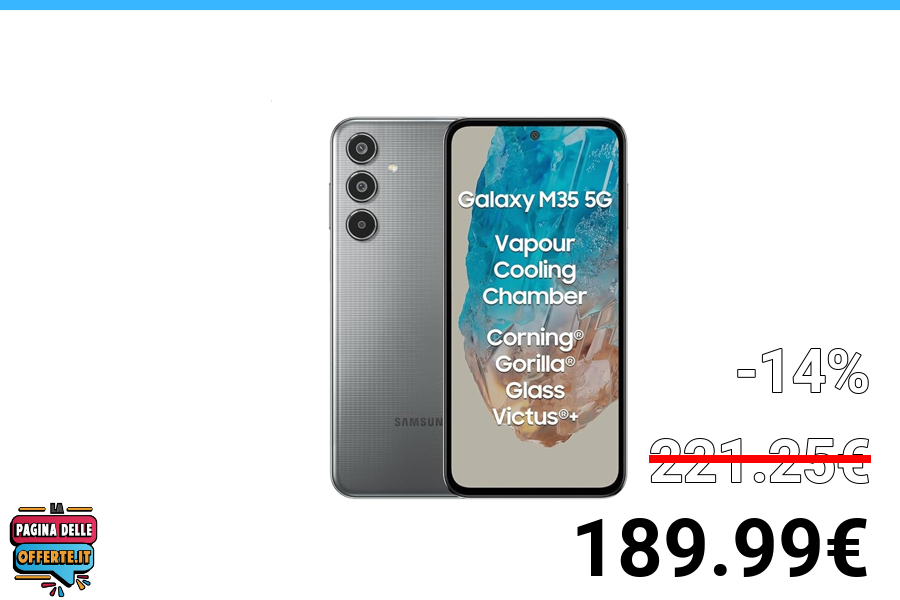 Galaxy M35 5G
Vapour
Cooling
Chamber
Corning®
Gorilla®
Glass
Victus®+
SAMSUN
-14%
221.25€
189.99€
LA
PAGINA DELLE
OFFERTE.IT